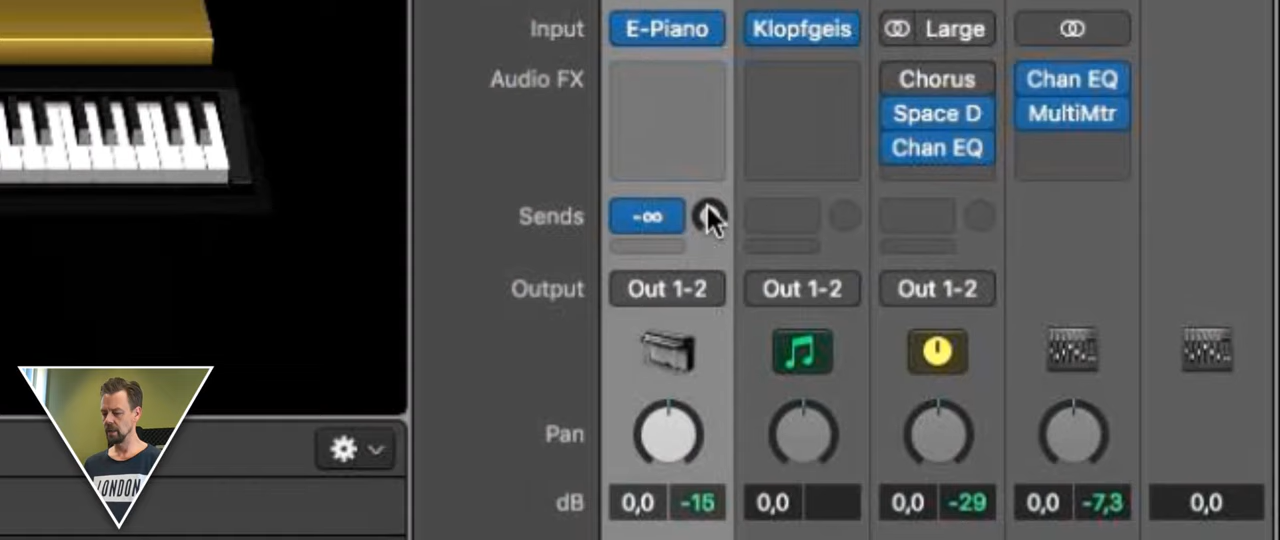 Input E-Piano Klopfgeis Large
Audio FX Chorus Chan EQ
Space D MultiMtr
Chan EQ
Sends -∞
Output Out 1-2 Out 1-2 Out 1-2
Pan
LONDON
dB 0,0 -15 0,0 0,0 -29 0,0 -7,3 0,0